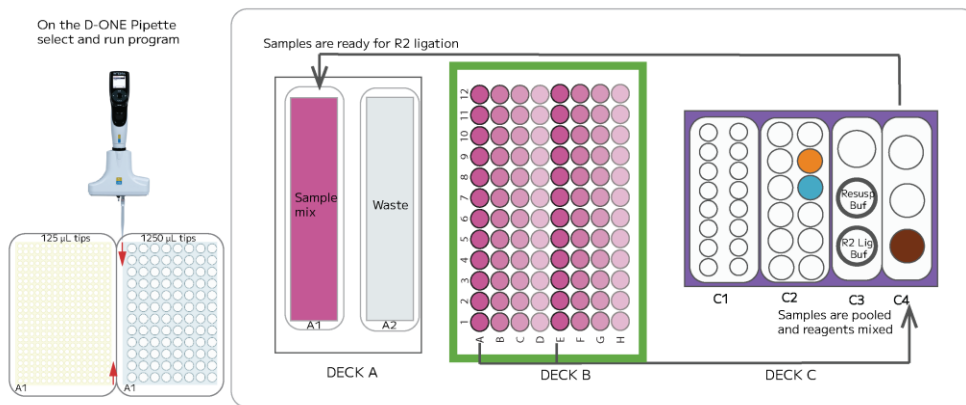 On the D-ONE Pipette
select and run program
125 µL tips
1250 µL tips
A1
A1
Samples are ready for R2 ligation
Sample
mix
Waste
A1
A2
DECK A
12
11
10
9
8
7
6
5
4
3
2
1
A B C D E F G H
DECK B
Resusp
Buf
R2 Lig
Buf
C1 C2 C3 C4
Samples are pooled
and reagents mixed
DECK C